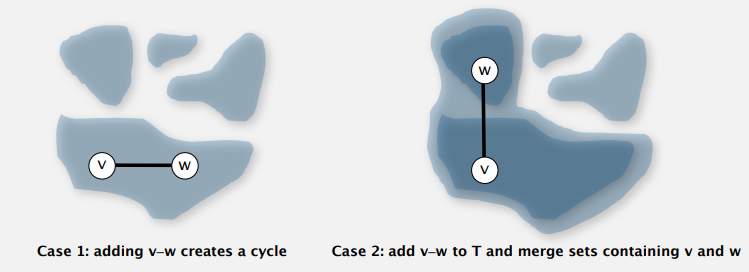 w
v
w
v
Case 1: adding v–w creates a cycle
Case 2: add v–w to T and merge sets containing v and w